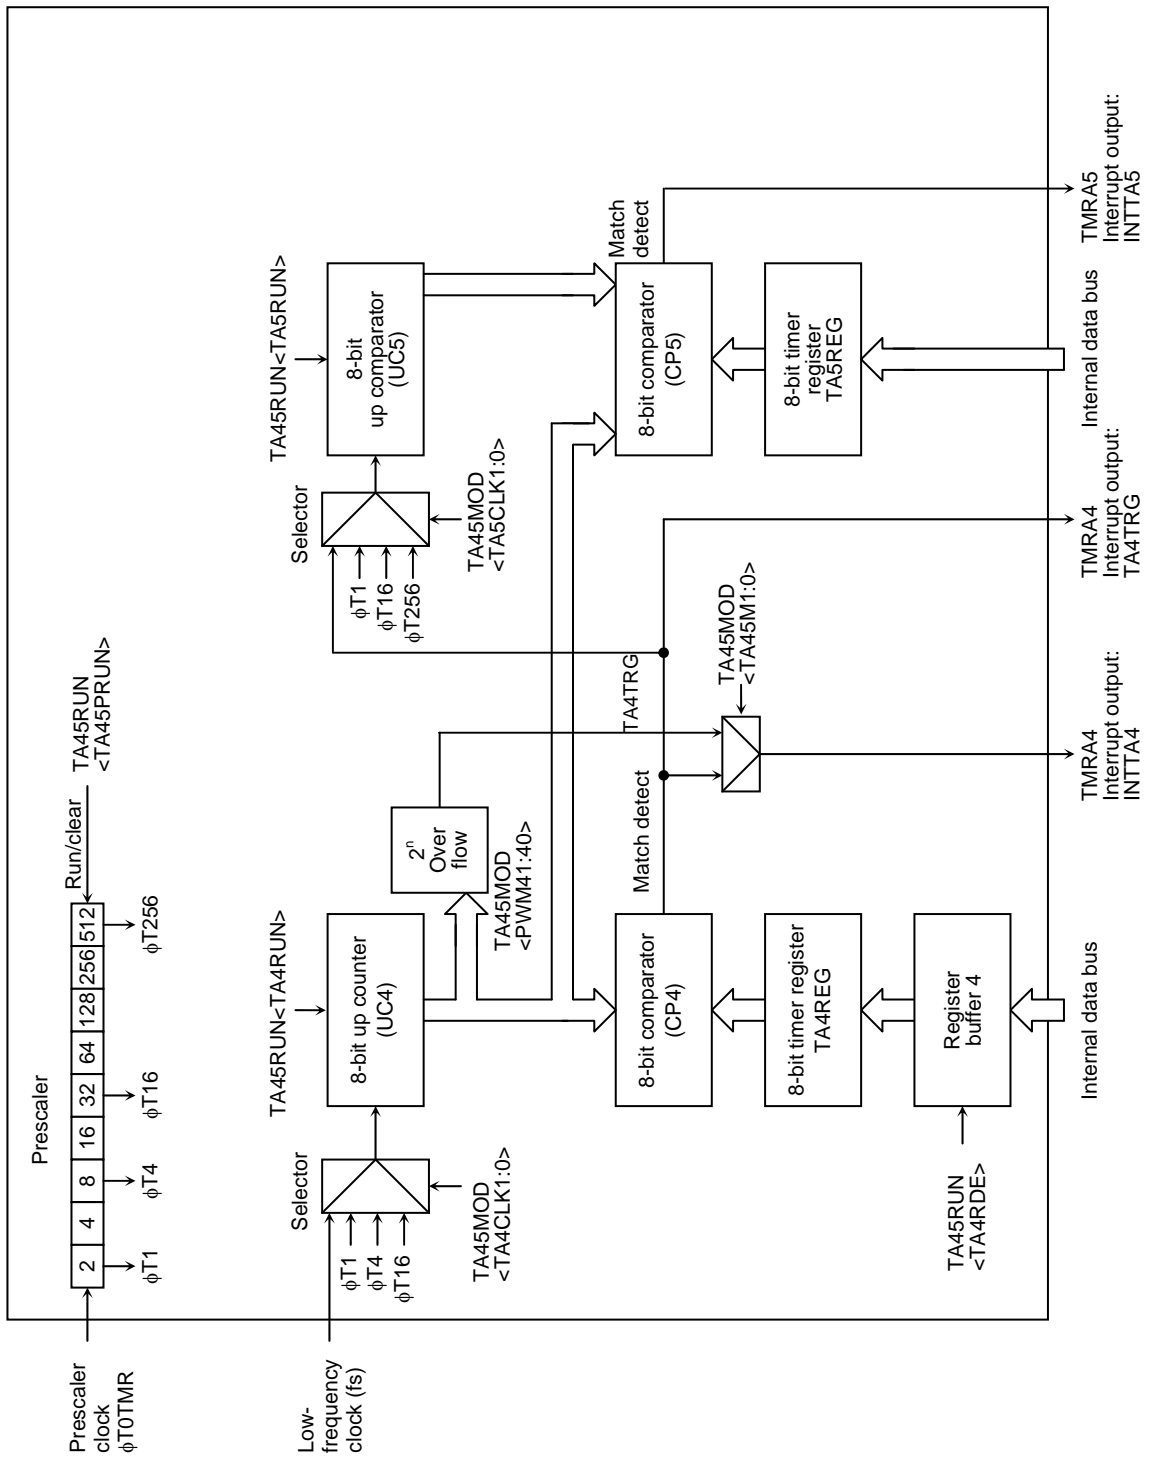 Prescaler
Prescaler
clock
φT0TMR
2 4 8 16 32 64 128 256 512
Run/clear
TA45RUN
<TA45PRUN>
φT1
φT4
φT16
φT256
Low-
frequency
clock (fs)
Selector
φT1
φT4
φT16
TA45MOD
<TA4CLK1:0>
TA45RUN<TA4RUN>
8-bit up counter
(UC4)
2ⁿ
Over
flow
TA45MOD
<PWM41:40>
TA4TRG
Selector
φT1
φT16
φT256
TA45MOD
<TA5CLK1:0>
TA45RUN<TA5RUN>
8-bit
up comparator
(UC5)
8-bit comparator
(CP4)
Match detect
8-bit comparator
(CP5)
Match
detect
TA45MOD
<TA45M1:0>
8-bit timer register
TA4REG
8-bit timer
register
TA5REG
TA45RUN
<TA4RDE>
Register
buffer 4
Internal data bus
TMRA4
Interrupt output:
INTTA4
TMRA4
Interrupt output:
TA4TRG
Internal data bus
TMRA5
Interrupt output:
INTTA5